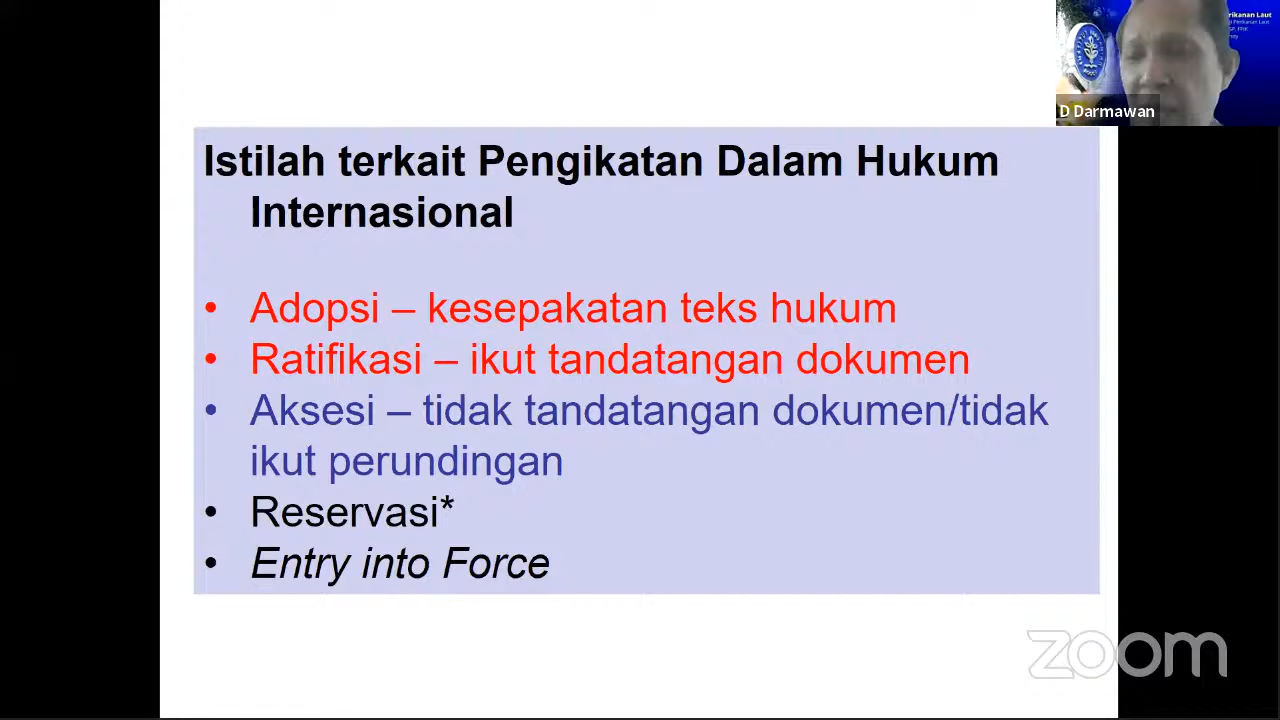 Istilah terkait Pengikatan Dalam Hukum
Internasional
• Adopsi – kesepakatan teks hukum
• Ratifikasi – ikut tandatangan dokumen
• Aksesi – tidak tandatangan dokumen/tidak
ikut perundingan
• Reservasi*
• Entry into Force
D Darmawan
zoom